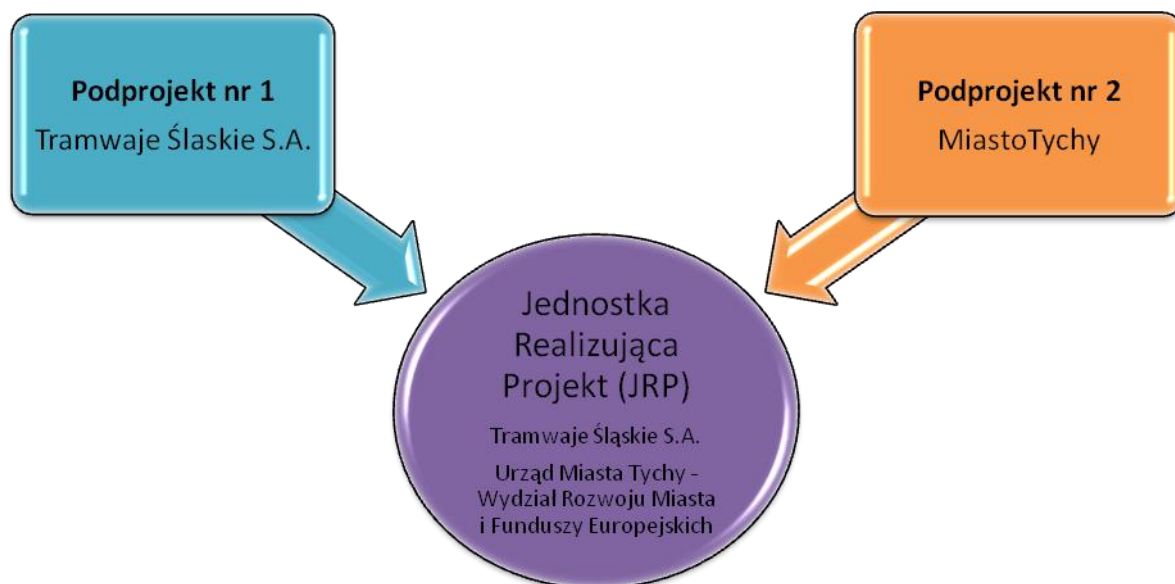 Podprojekt nr 1
Tramwaje Ślaskie S.A.
Podprojekt nr 2
MiastoTychy
Jednostka
Realizująca
Projekt (JRP)
Tramwaje Śląskie S.A.
Urząd Miasta Tychy -
Wydział Rozwoju Miasta
i Funduszy Europejskich